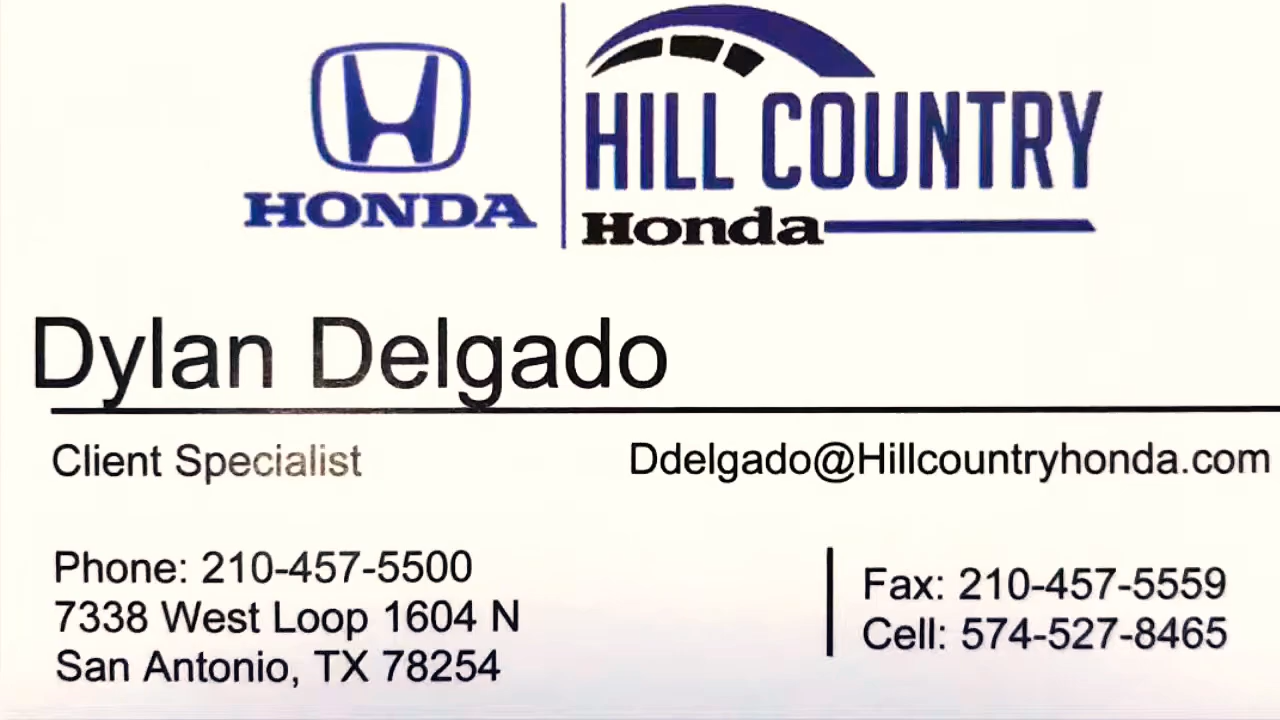 HONDA
HILL COUNTRY
Honda
Dylan Delgado
Client Specialist
Ddelgado@Hillcountryhonda.com
Phone: 210-457-5500
7338 West Loop 1604 N
San Antonio, TX 78254
Fax: 210-457-5559
Cell: 574-527-8465